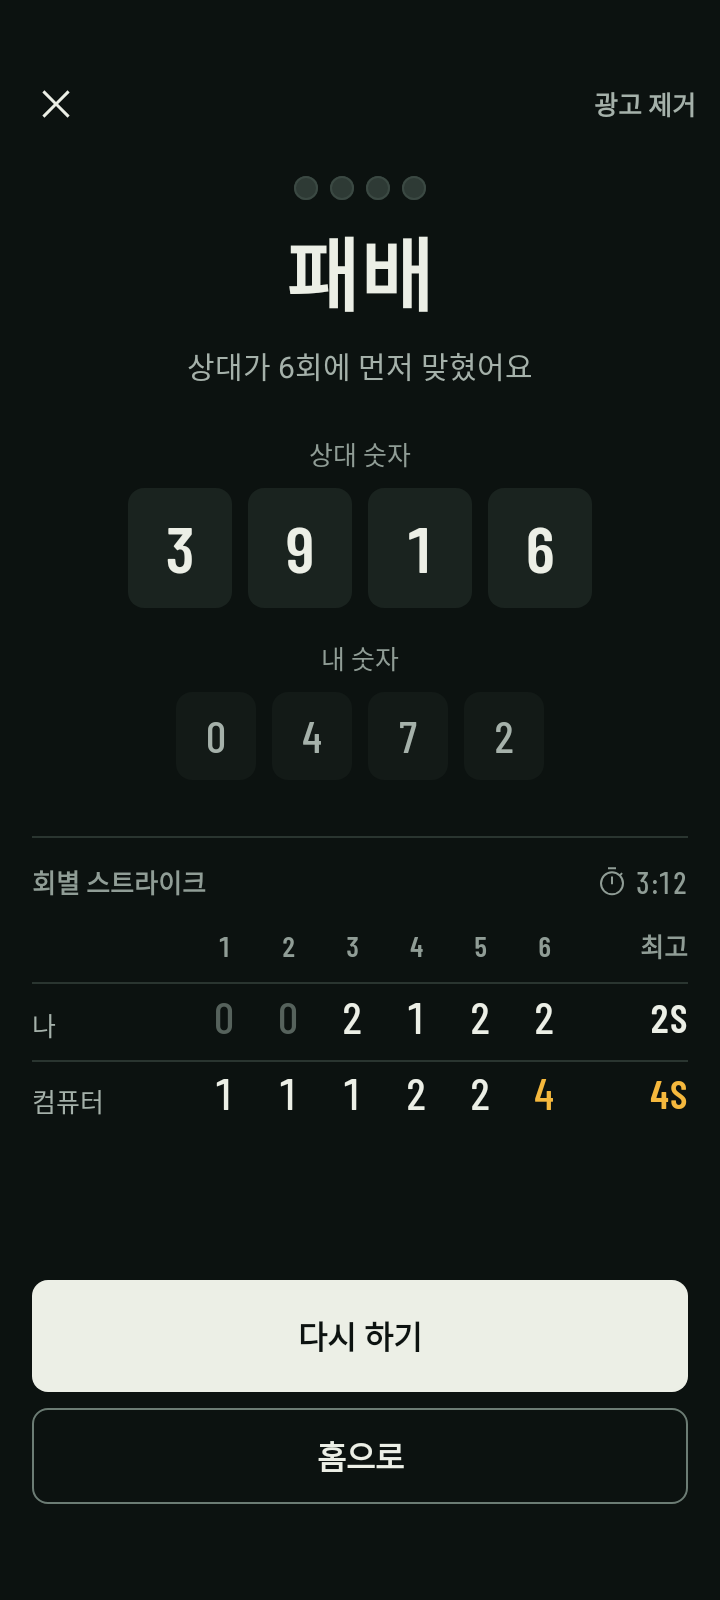 광고 제거
패배
상대가 6회에 먼저 맞혔어요
상대 숫자
3 9 1 6
내 숫자
0 4 7 2
회별 스트라이크 3:12
1 2 3 4 5 6 최고
나 0 0 2 1 2 2 2S
컴퓨터 1 1 1 2 2 4 4S
다시 하기
홈으로